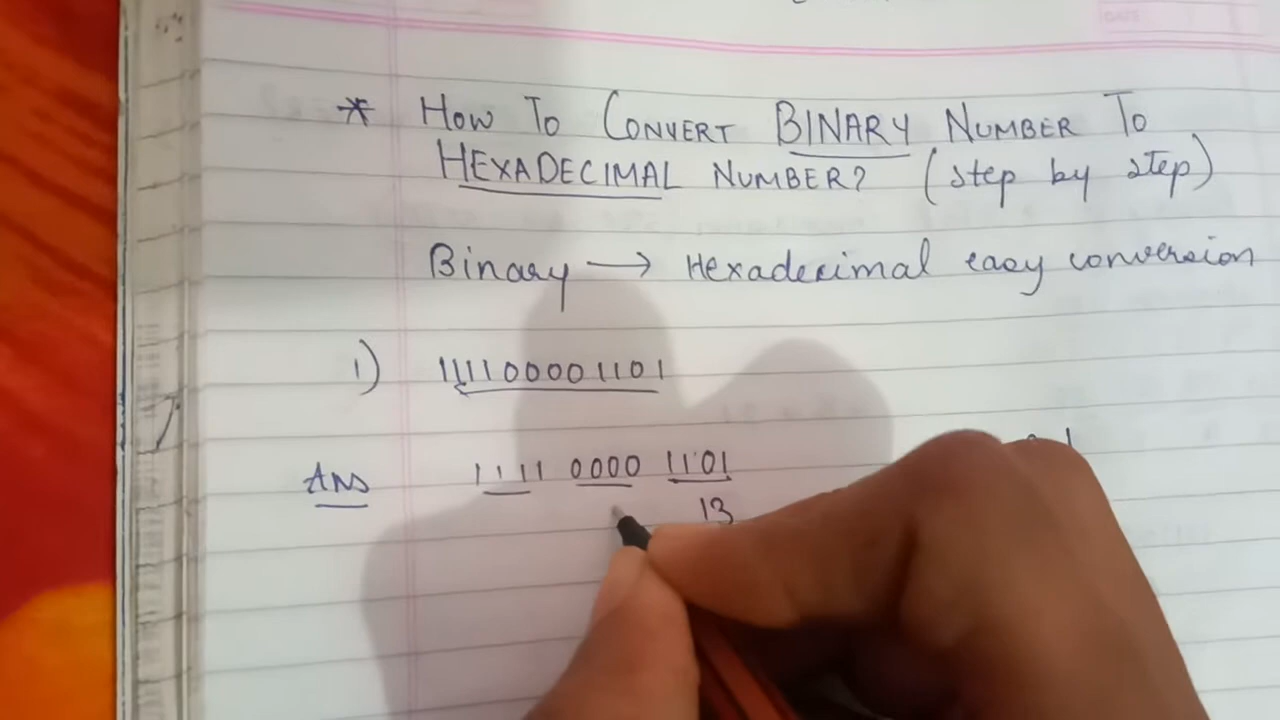 * How To CONVERT BINARY NUMBER TO
HEXADECIMAL NUMBER? (step by step)
Binary → Hexadecimal easy conversion
1) 111100001101
Ans 1111 0000 1101
13